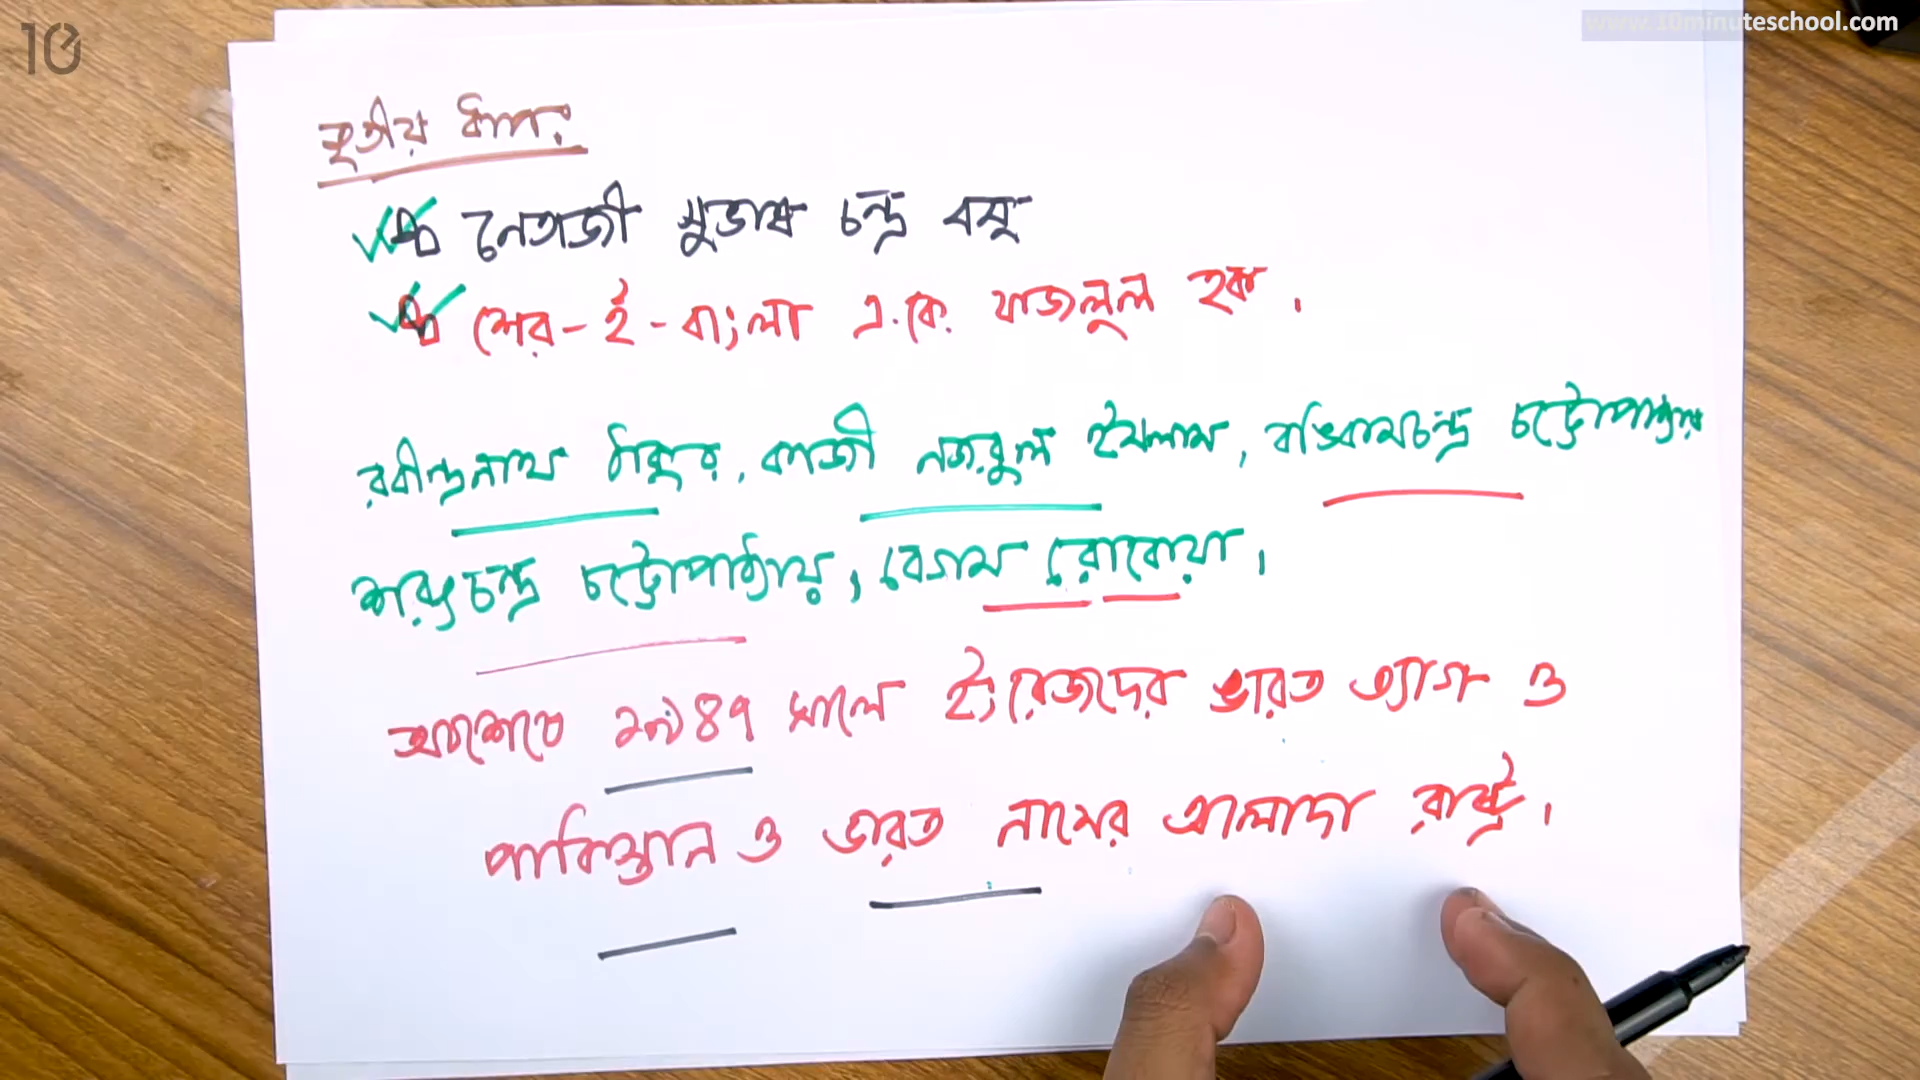 10
www.10minuteschool.com
তৃতীয় ধাপঃ
নেতাজী সুভাষ চন্দ্র বসু
শের-ই-বাংলা এ.কে. ফজলুল হক।
রবীন্দ্রনাথ ঠাকুর, কাজী নজরুল ইসলাম, বঙ্কিমচন্দ্র চট্টোপাধ্যায়
শরৎচন্দ্র চট্টোপাধ্যায়, বেগম রোকেয়া।
অবশেষে ১৯৪৭ সালে ইংরেজদের ভারত ত্যাগ ও
পাকিস্তান ও ভারত নামের আলাদা রাষ্ট্র।